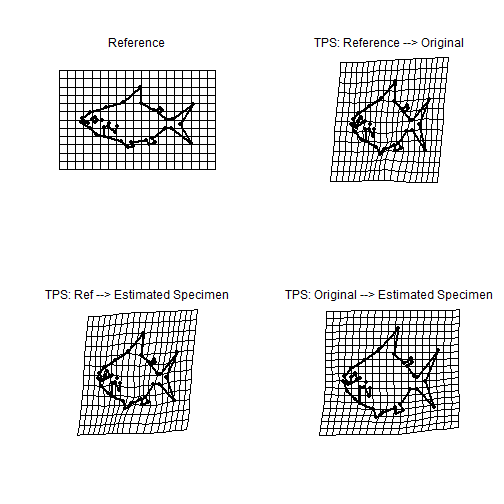 Reference
TPS: Reference --> Original
TPS: Ref --> Estimated Specimen
TPS: Original --> Estimated Specimen